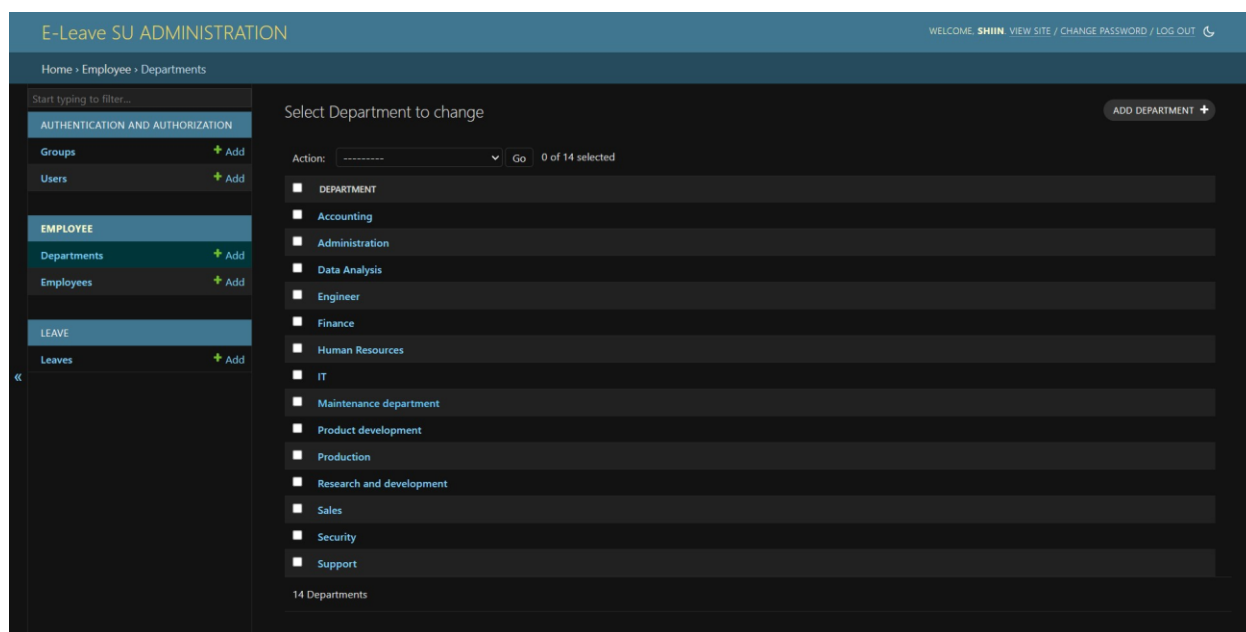 E-Leave SU ADMINISTRATION
WELCOME, SHIIN. VIEW SITE / CHANGE PASSWORD / LOG OUT
Home › Employee › Departments
Start typing to filter...
AUTHENTICATION AND AUTHORIZATION
Groups + Add
Users + Add
EMPLOYEE
Departments + Add
Employees + Add
LEAVE
Leaves + Add
«
Select Department to change
ADD DEPARTMENT +
Action: --------- Go 0 of 14 selected
DEPARTMENT
Accounting
Administration
Data Analysis
Engineer
Finance
Human Resources
IT
Maintenance department
Product development
Production
Research and development
Sales
Security
Support
14 Departments